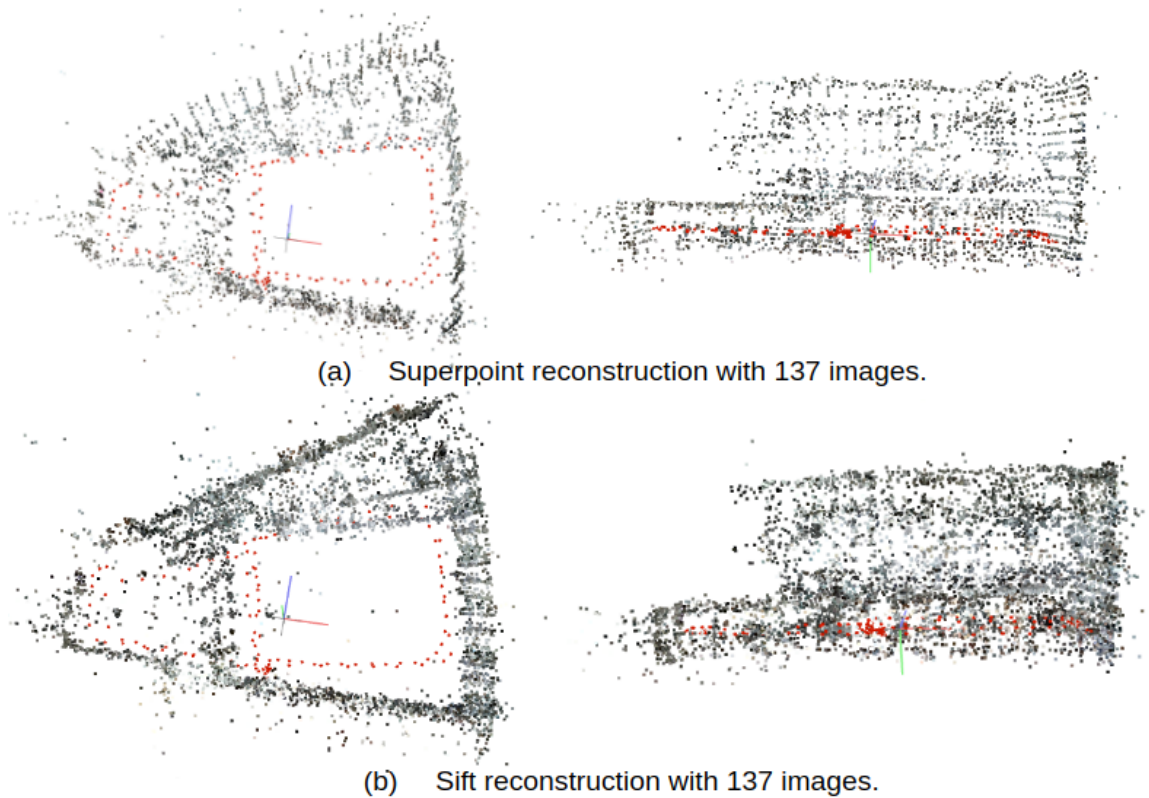 (a) Superpoint reconstruction with 137 images.
(b) Sift reconstruction with 137 images.